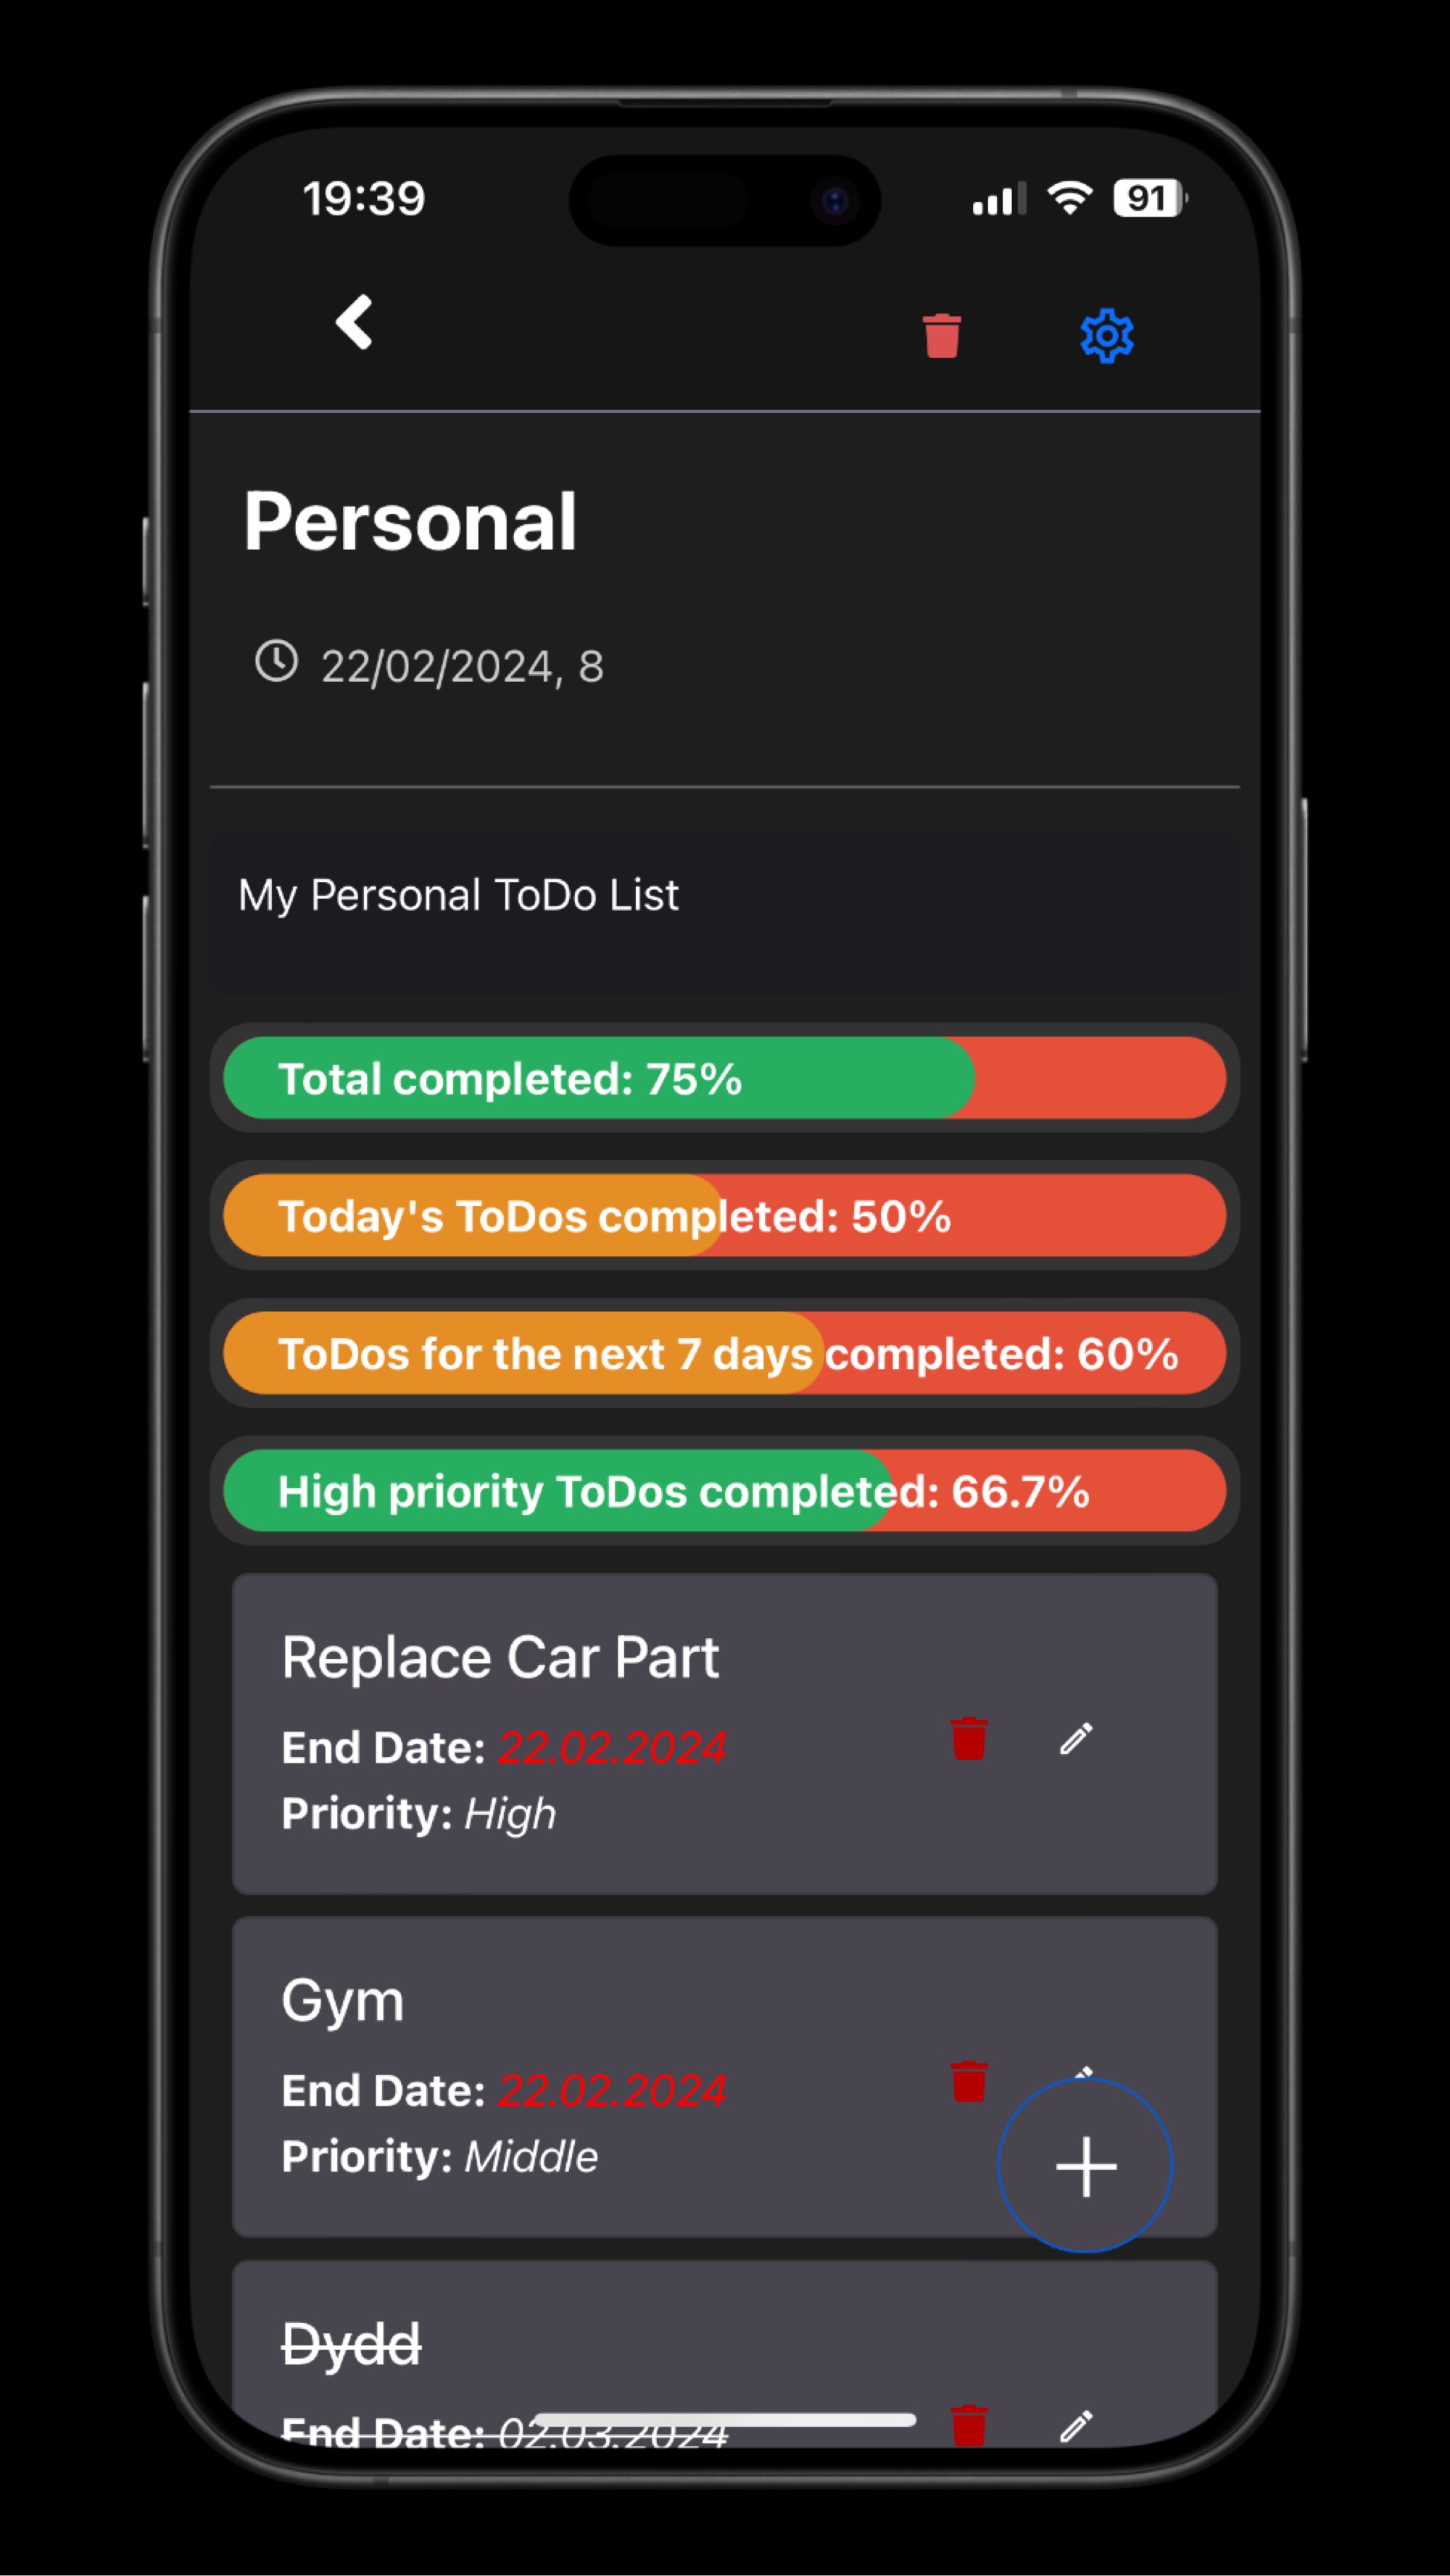 19:39
91
Personal
22/02/2024, 8
My Personal ToDo List
Total completed: 75%
Today's ToDos completed: 50%
ToDos for the next 7 days completed: 60%
High priority ToDos completed: 66.7%
Replace Car Part
End Date: 22.02.2024
Priority: High
Gym
End Date: 22.02.2024
Priority: Middle
Dydd
End Date: 02.03.2024